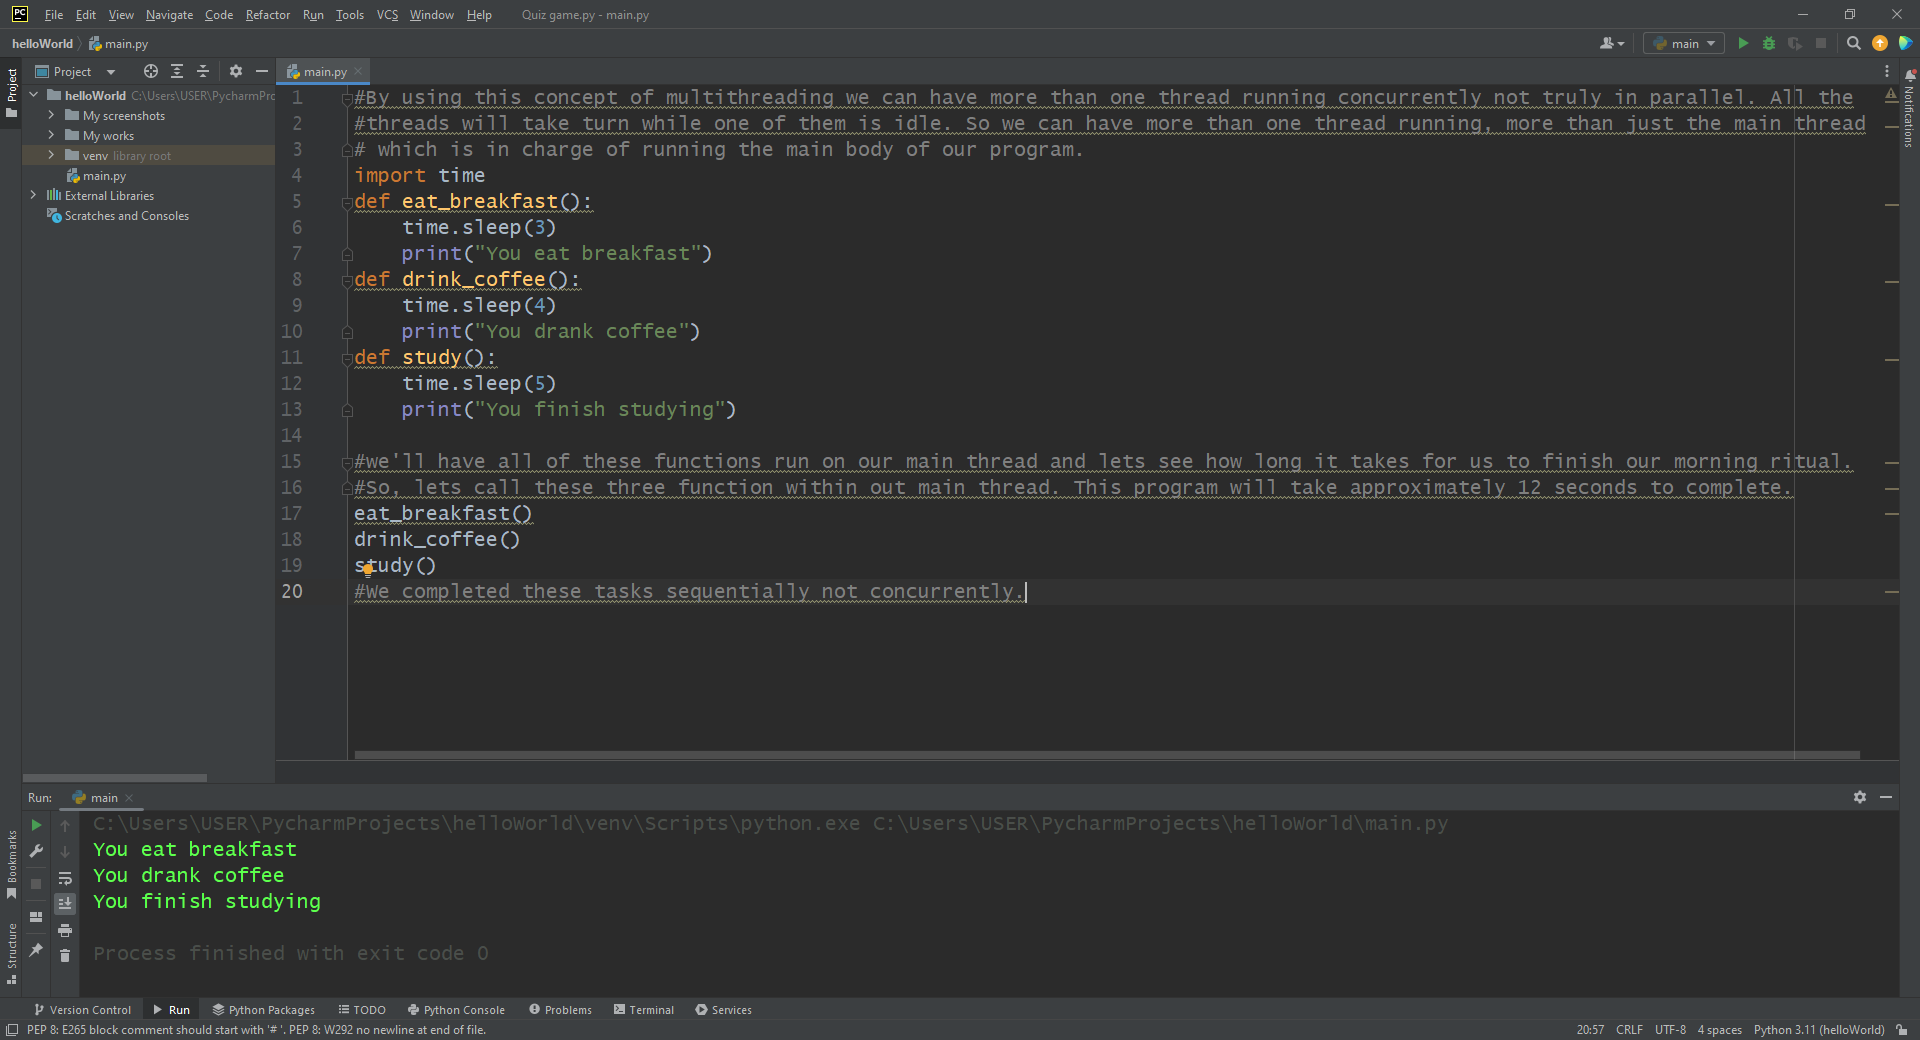 PC File Edit View Navigate Code Refactor Run Tools VCS Window Help Quiz game.py - main.py
helloWorld main.py main
Project
Project
main.py
Notifications
helloWorld C:\Users\USER\PycharmPro
My screenshots
My works
venv library root
main.py
External Libraries
Scratches and Consoles
1 #By using this concept of multithreading we can have more than one thread running concurrently not truly in parallel. All the
2 #threads will take turn while one of them is idle. So we can have more than one thread running, more than just the main thread
3 # which is in charge of running the main body of our program.
4 import time
5 def eat_breakfast():
6     time.sleep(3)
7     print("You eat breakfast")
8 def drink_coffee():
9     time.sleep(4)
10     print("You drank coffee")
11 def study():
12     time.sleep(5)
13     print("You finish studying")
14
15 #we'll have all of these functions run on our main thread and lets see how long it takes for us to finish our morning ritual.
16 #So, lets call these three function within out main thread. This program will take approximately 12 seconds to complete.
17 eat_breakfast()
18 drink_coffee()
19 study()
20 #We completed these tasks sequentially not concurrently.
Run: main
C:\Users\USER\PycharmProjects\helloWorld\venv\Scripts\python.exe C:\Users\USER\PycharmProjects\helloWorld\main.py
You eat breakfast
You drank coffee
You finish studying
Process finished with exit code 0
Bookmarks
Structure
Version Control Run Python Packages TODO Python Console Problems Terminal Services
PEP 8: E265 block comment should start with '# '. PEP 8: W292 no newline at end of file. 20:57 CRLF UTF-8 4 spaces Python 3.11 (helloWorld)